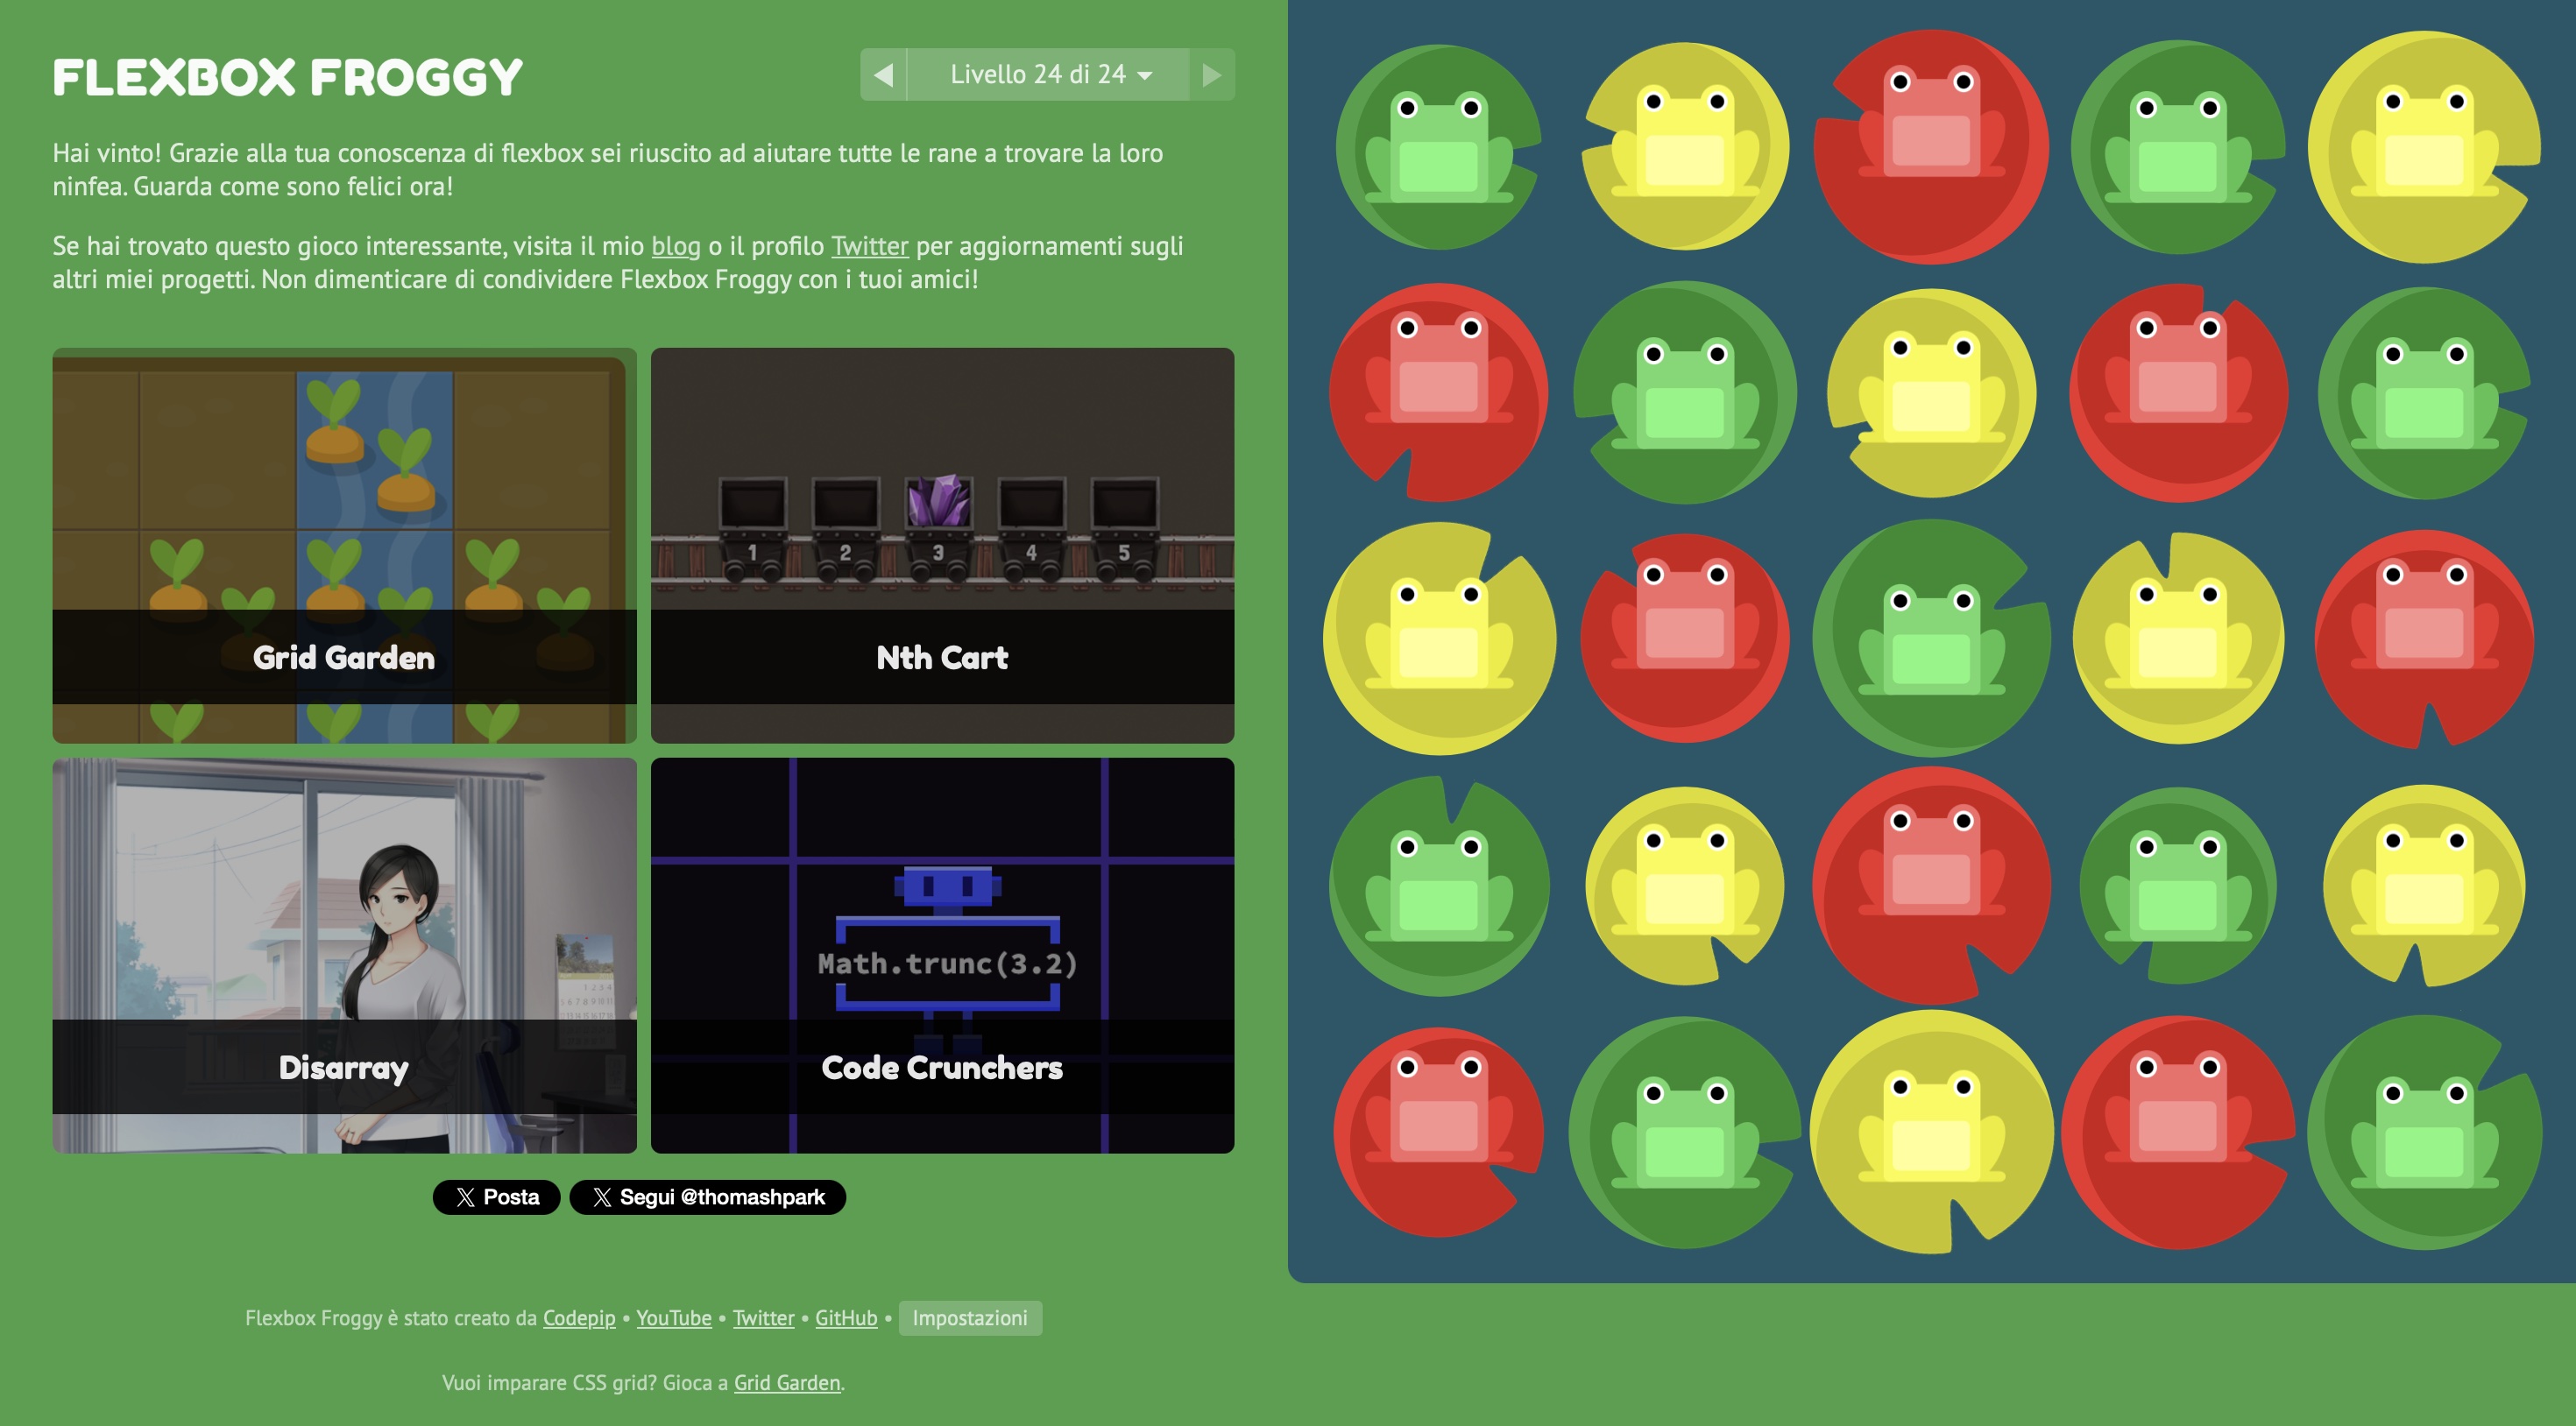 FLEXBOX FROGGY
Livello 24 di 24
Hai vinto! Grazie alla tua conoscenza di flexbox sei riuscito ad aiutare tutte le rane a trovare la loro
ninfea. Guarda come sono felici ora!
Se hai trovato questo gioco interessante, visita il mio blog o il profilo Twitter per aggiornamenti sugli
altri miei progetti. Non dimenticare di condividere Flexbox Froggy con i tuoi amici!
Grid Garden
1 2 3 4 5
Nth Cart
Disarray
Math.trunc(3.2)
Code Crunchers
Posta
Segui @thomashpark
Flexbox Froggy è stato creato da Codepip • YouTube • Twitter • GitHub • Impostazioni
Vuoi imparare CSS grid? Gioca a Grid Garden.